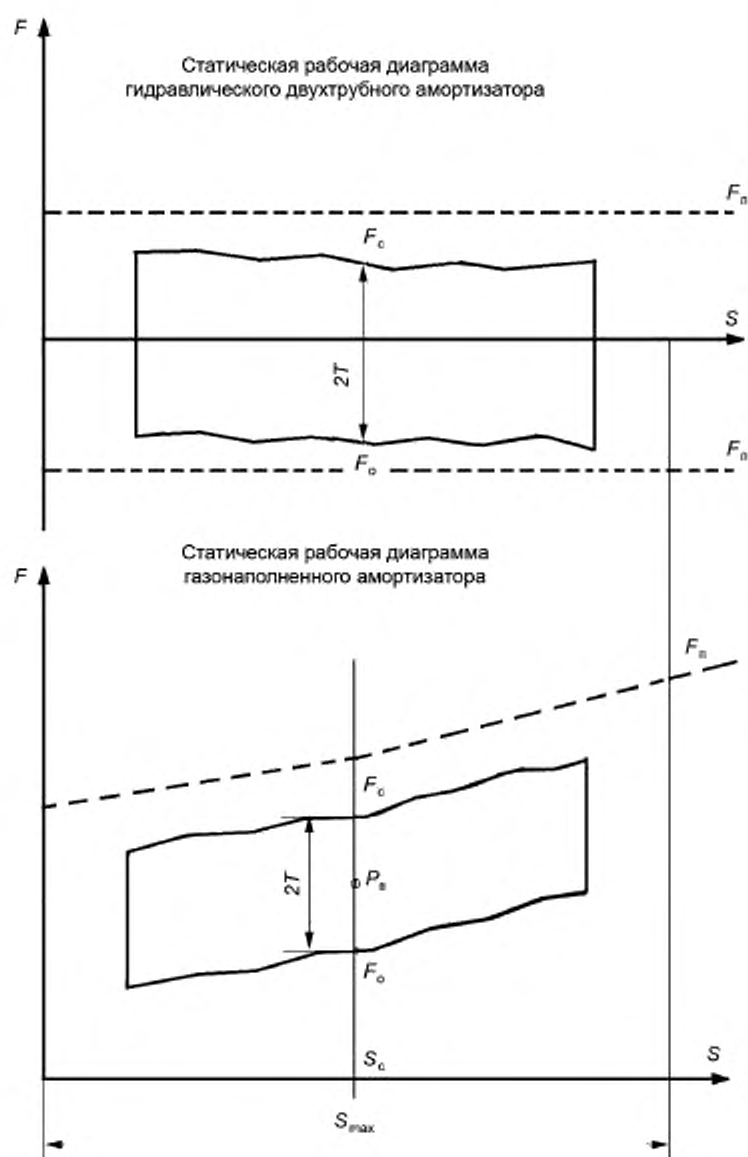 F
Статическая рабочая диаграмма
гидравлического двухтрубного амортизатора
Fп
Fс
S
2T
Fп
Fо
Статическая рабочая диаграмма
F
газонаполненного амортизатора
Fп
Fс
2T
Pв
Fо
Sс
S
Smax